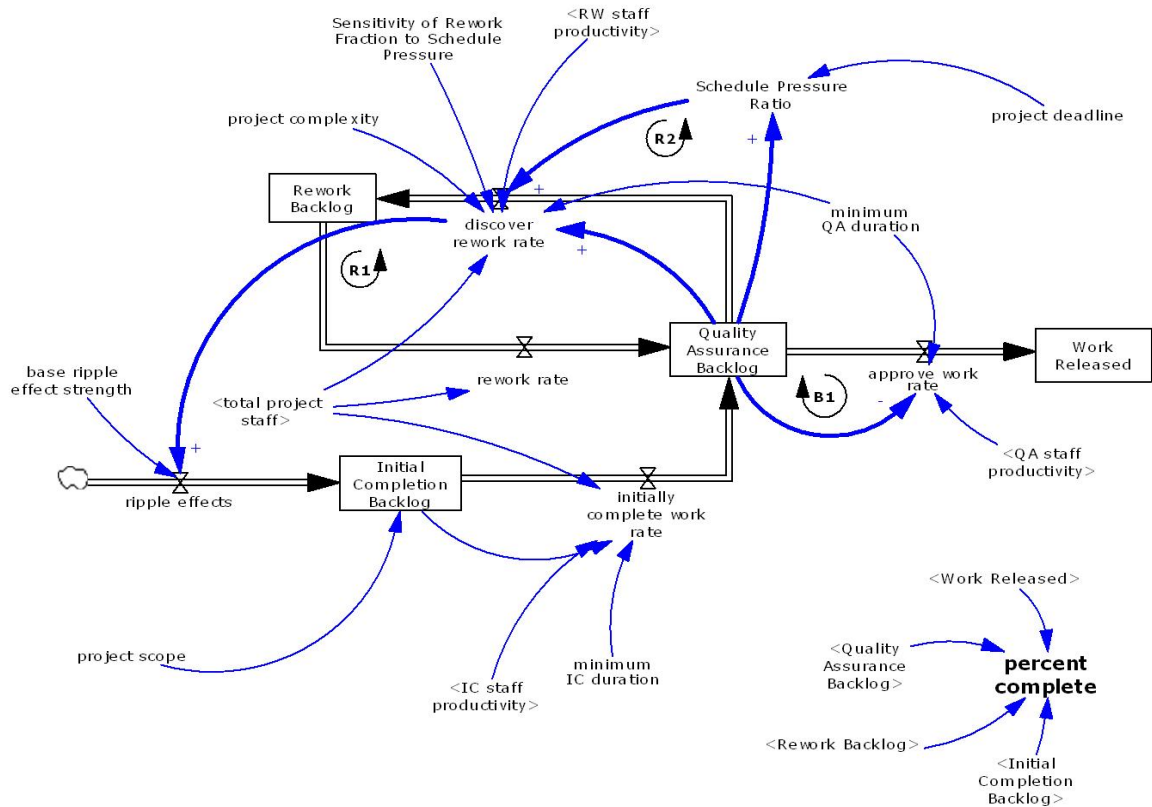 Sensitivity of Rework
Fraction to Schedule
Pressure
<RW staff
productivity>
Schedule Pressure
Ratio
project complexity
project deadline
R2
+
Rework
Backlog
+
discover
rework rate
minimum
QA duration
+
R1
Quality
Assurance
Backlog
Work
Released
base ripple
effect strength
rework rate
approve work
rate
<total project
staff>
B1
-
+
<QA staff
productivity>
Initial
Completion
Backlog
ripple effects
initially
complete work
rate
<Work Released>
project scope
minimum
IC duration
<Quality
Assurance
Backlog>
percent
complete
<IC staff
productivity>
<Rework Backlog>
<Initial
Completion
Backlog>